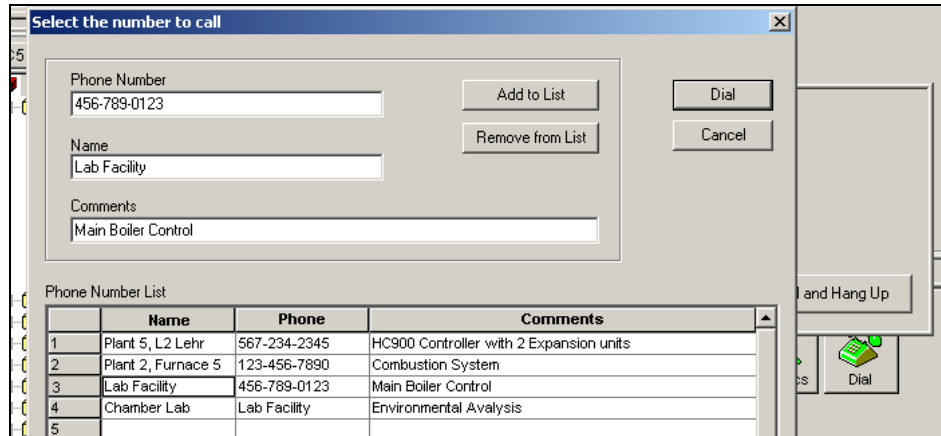 Select the number to call
Phone Number
456-789-0123
Add to List
Dial
Remove from List
Cancel
Name
Lab Facility
Comments
Main Boiler Control
Phone Number List
and Hang Up
Name Phone Comments
1 Plant 5, L2 Lehr 567-234-2345 HC900 Controller with 2 Expansion units
2 Plant 2, Furnace 5 123-456-7890 Combustion System
3 Lab Facility 456-789-0123 Main Boiler Control
4 Chamber Lab Lab Facility Environmental Avalysis
5
Dial